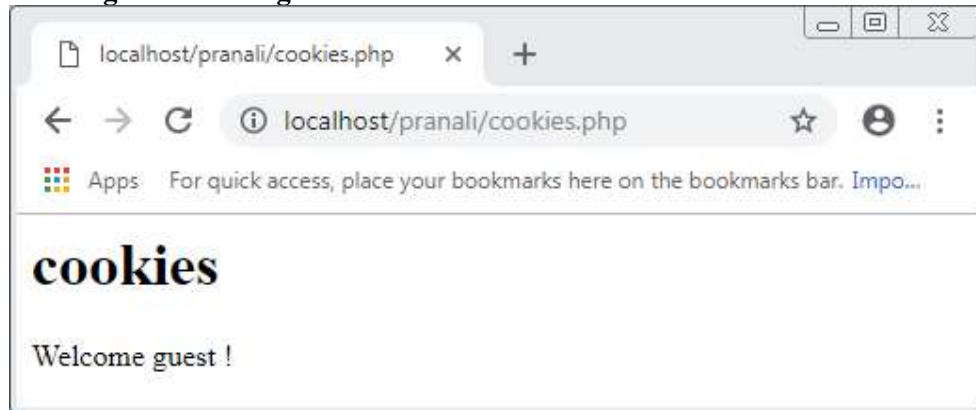 localhost/pranali/cookies.php
localhost/pranali/cookies.php
Apps For quick access, place your bookmarks here on the bookmarks bar. Impo...
cookies
Welcome guest !